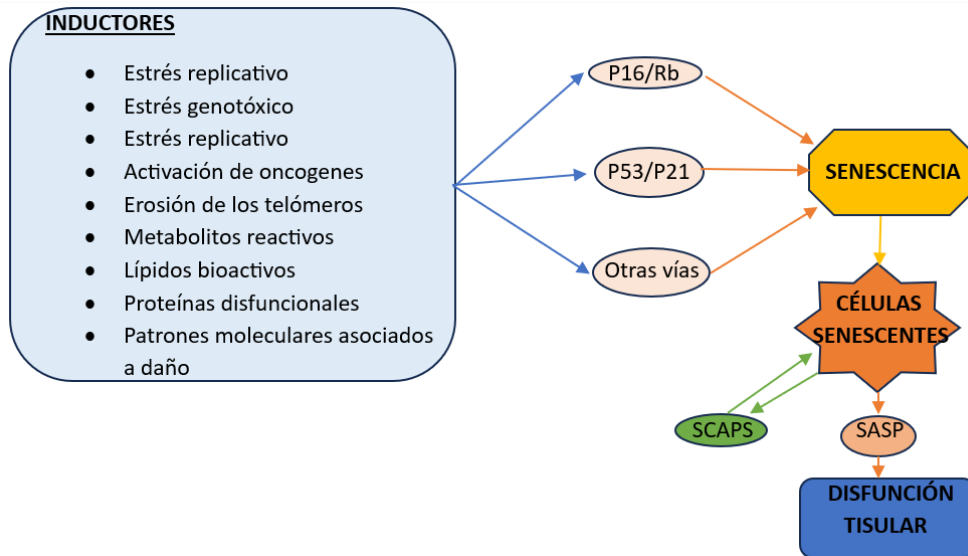 INDUCTORES
• Estrés replicativo
• Estrés genotóxico
• Estrés replicativo
• Activación de oncogenes
• Erosión de los telómeros
• Metabolitos reactivos
• Lípidos bioactivos
• Proteínas disfuncionales
• Patrones moleculares asociados
a daño
P16/Rb
P53/P21
Otras vías
SENESCENCIA
CÉLULAS
SENESCENTES
SCAPS
SASP
DISFUNCIÓN
TISULAR